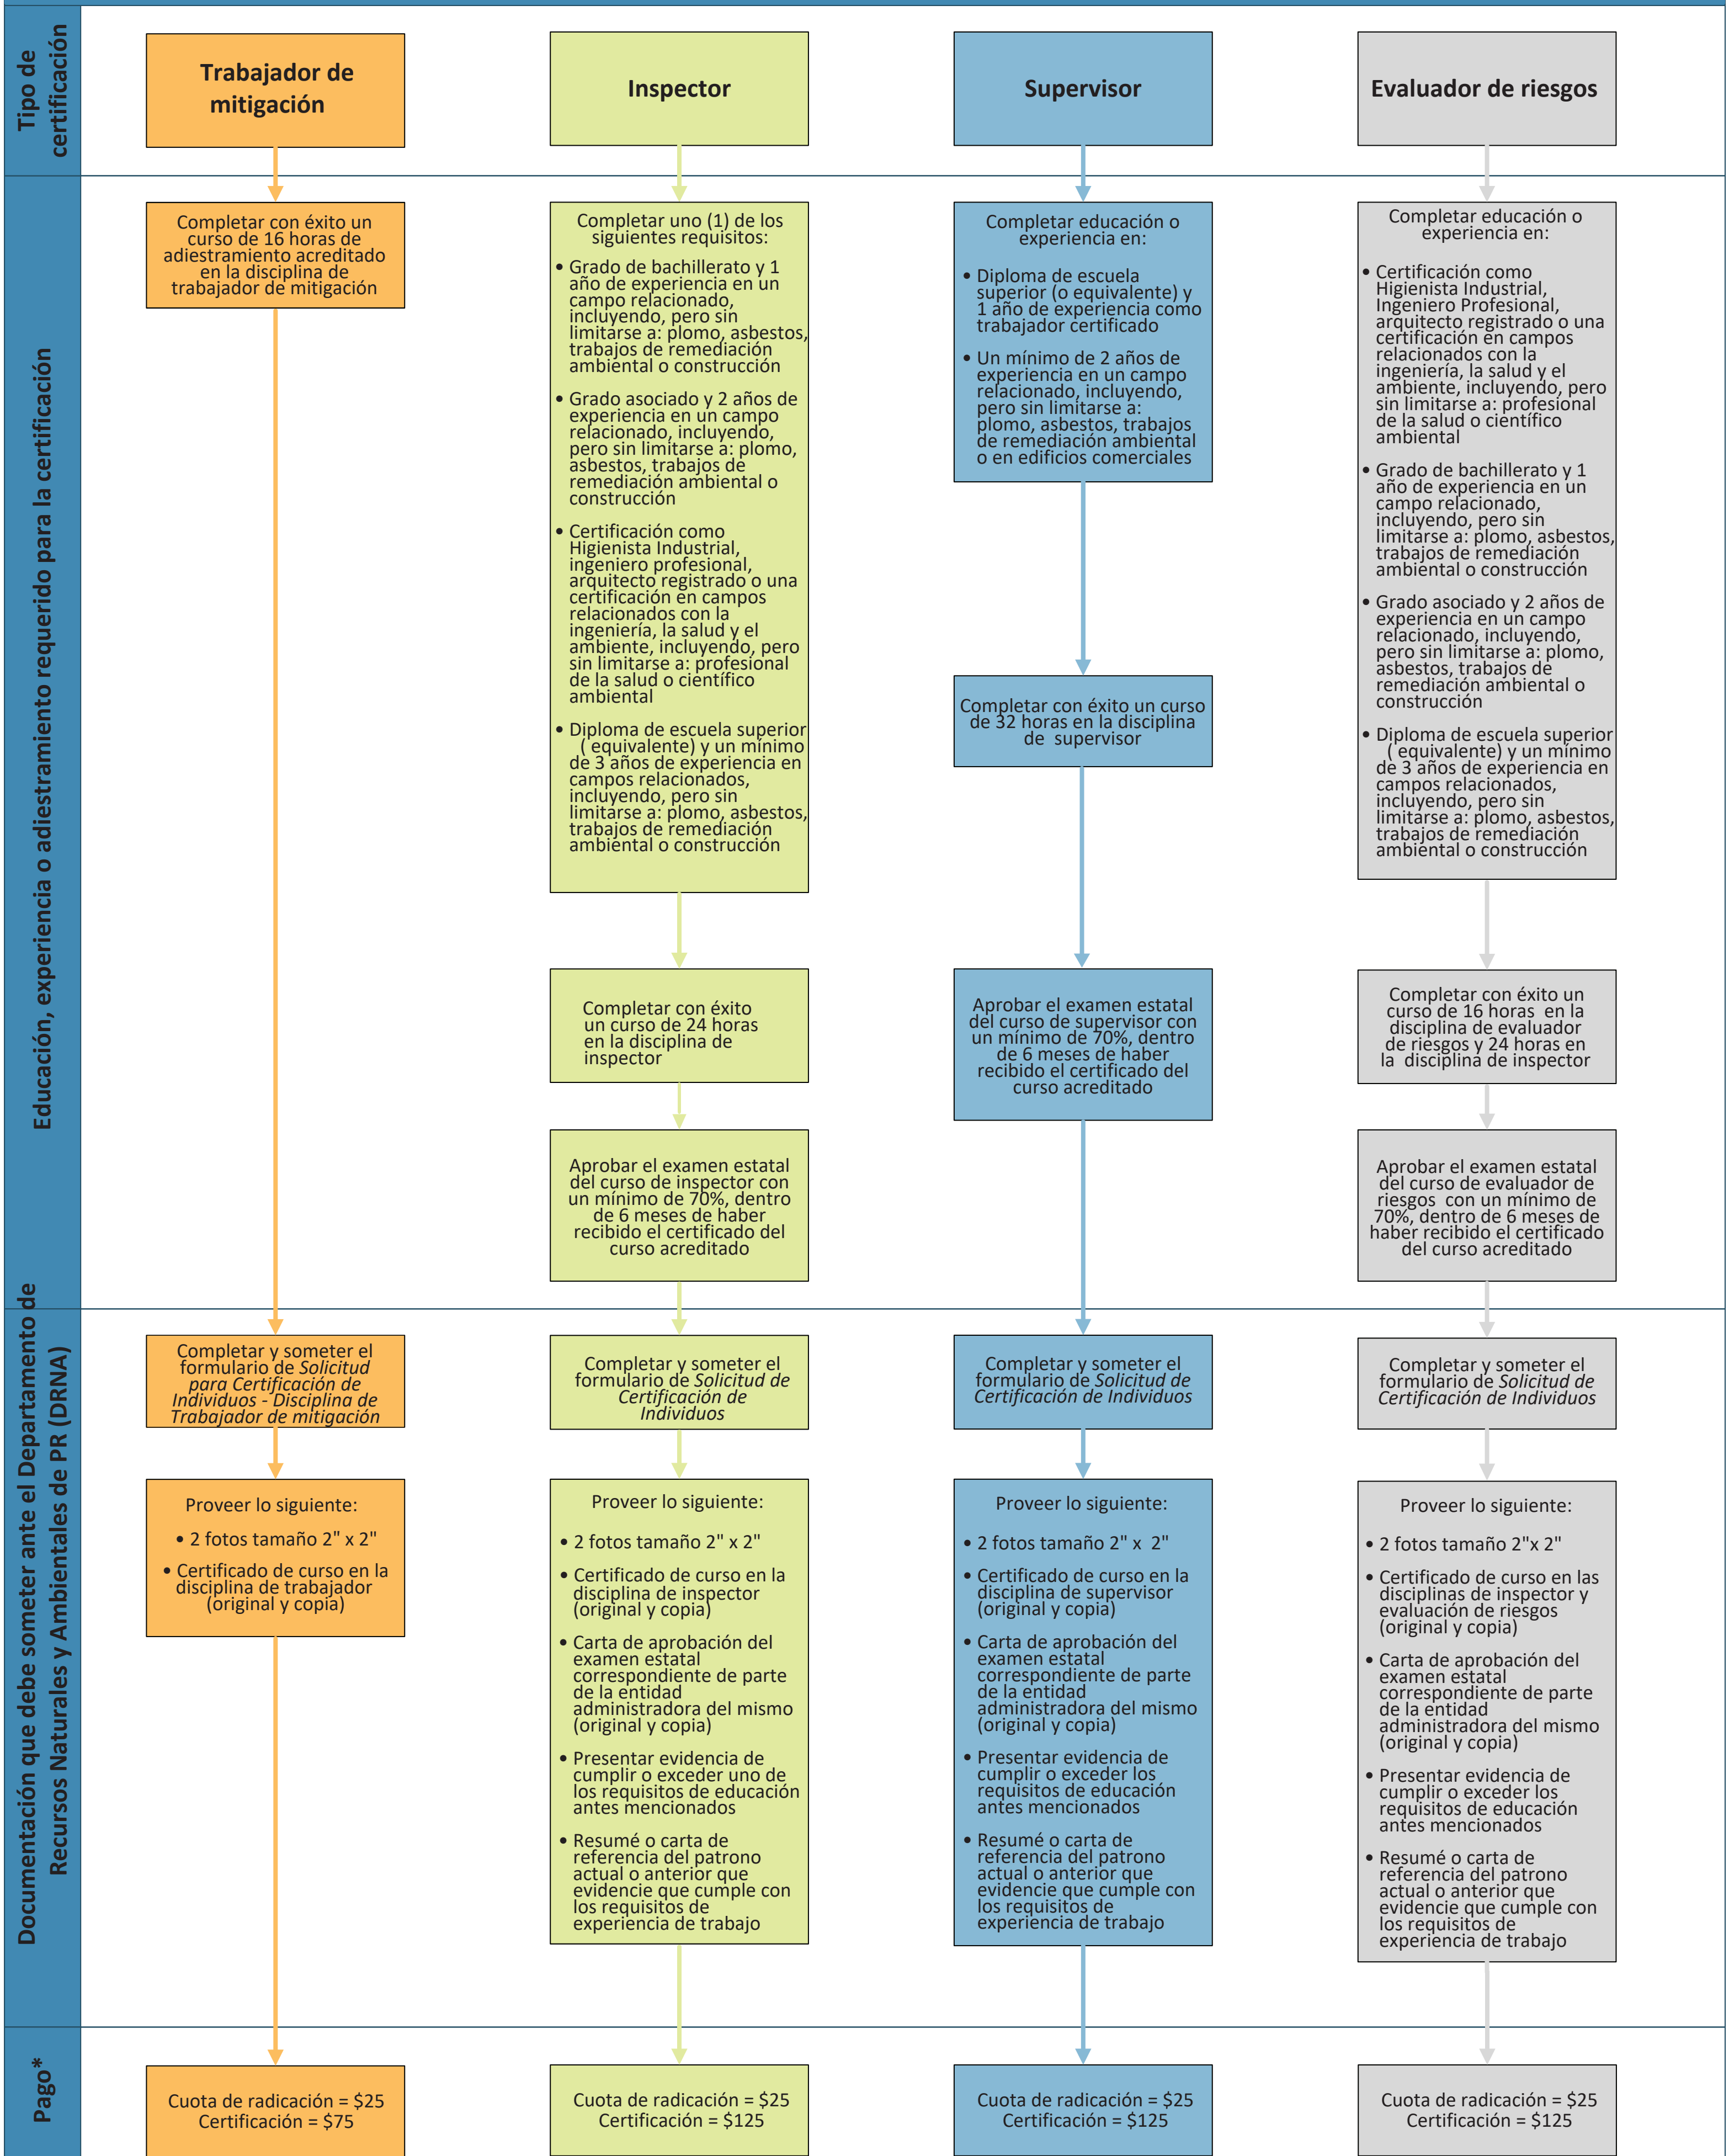 Tipo de
certificación
Trabajador de
mitigación
Inspector
Supervisor
Evaluador de riesgos
Educación, experiencia o adiestramiento requerido para la certificación
Completar con éxito un
curso de 16 horas de
adiestramiento acreditado
en la disciplina de
trabajador de mitigación
Completar uno (1) de los
siguientes requisitos:
• Grado de bachillerato y 1
año de experiencia en un
campo relacionado,
incluyendo, pero sin
limitarse a: plomo, asbestos,
trabajos de remediación
ambiental o construcción
• Grado asociado y 2 años de
experiencia en un campo
relacionado, incluyendo,
pero sin limitarse a: plomo,
asbestos, trabajos de
remediación ambiental o
construcción
• Certificación como
Higienista Industrial,
ingeniero profesional,
arquitecto registrado o una
certificación en campos
relacionados con la
ingeniería, la salud y el
ambiente, incluyendo, pero
sin limitarse a: profesional
de la salud o científico
ambiental
• Diploma de escuela superior
( equivalente) y un mínimo
de 3 años de experiencia en
campos relacionados,
incluyendo, pero sin
limitarse a: plomo, asbestos,
trabajos de remediación
ambiental o construcción
Completar con éxito
un curso de 24 horas
en la disciplina de
inspector
Aprobar el examen estatal
del curso de inspector con
un mínimo de 70%, dentro
de 6 meses de haber
recibido el certificado del
curso acreditado
Completar educación o
experiencia en:
• Diploma de escuela
superior (o equivalente) y
1 año de experiencia como
trabajador certificado
• Un mínimo de 2 años de
experiencia en un campo
relacionado, incluyendo,
pero sin limitarse a:
plomo, asbestos, trabajos
de remediación ambiental
o en edificios comerciales
Completar con éxito un curso
de 32 horas en la disciplina
de supervisor
Aprobar el examen estatal
del curso de supervisor con
un mínimo de 70%, dentro
de 6 meses de haber
recibido el certificado del
curso acreditado
Completar educación o
experiencia en:
• Certificación como
Higienista Industrial,
Ingeniero Profesional,
arquitecto registrado o una
certificación en campos
relacionados con la
ingeniería, la salud y el
ambiente, incluyendo, pero
sin limitarse a: profesional
de la salud o científico
ambiental
• Grado de bachillerato y 1
año de experiencia en un
campo relacionado,
incluyendo, pero sin
limitarse a: plomo, asbestos,
trabajos de remediación
ambiental o construcción
• Grado asociado y 2 años de
experiencia en un campo
relacionado, incluyendo,
pero sin limitarse a: plomo,
asbestos, trabajos de
remediación ambiental o
construcción
• Diploma de escuela superior
( equivalente) y un mínimo
de 3 años de experiencia en
campos relacionados,
incluyendo, pero sin
limitarse a: plomo, asbestos,
trabajos de remediación
ambiental o construcción
Completar con éxito un
curso de 16 horas en la
disciplina de evaluador
de riesgos y 24 horas en
la disciplina de inspector
Aprobar el examen estatal
del curso de evaluador de
riesgos con un mínimo de
70%, dentro de 6 meses de
haber recibido el certificado
del curso acreditado
Documentación que debe someter ante el Departamento de
Recursos Naturales y Ambientales de PR (DRNA)
Completar y someter el
formulario de Solicitud
para Certificación de
Individuos - Disciplina de
Trabajador de mitigación
Proveer lo siguiente:
• 2 fotos tamaño 2" x 2"
• Certificado de curso en la
disciplina de trabajador
(original y copia)
Completar y someter el
formulario de Solicitud de
Certificación de
Individuos
Proveer lo siguiente:
• 2 fotos tamaño 2" x 2"
• Certificado de curso en la
disciplina de inspector
(original y copia)
• Carta de aprobación del
examen estatal
correspondiente de parte
de la entidad
administradora del mismo
(original y copia)
• Presentar evidencia de
cumplir o exceder uno de
los requisitos de educación
antes mencionados
• Resumé o carta de
referencia del patrono
actual o anterior que
evidencie que cumple con
los requisitos de
experiencia de trabajo
Completar y someter el
formulario de Solicitud de
Certificación de Individuos
Proveer lo siguiente:
• 2 fotos tamaño 2" x 2"
• Certificado de curso en la
disciplina de supervisor
(original y copia)
• Carta de aprobación del
examen estatal
correspondiente de parte
de la entidad
administradora del mismo
(original y copia)
• Presentar evidencia de
cumplir o exceder los
requisitos de educación
antes mencionados
• Resumé o carta de
referencia del patrono
actual o anterior que
evidencie que cumple con
los requisitos de
experiencia de trabajo
Completar y someter el
formulario de Solicitud de
Certificación de Individuos
Proveer lo siguiente:
• 2 fotos tamaño 2"x 2"
• Certificado de curso en las
disciplinas de inspector y
evaluación de riesgos
(original y copia)
• Carta de aprobación del
examen estatal
correspondiente de parte
de la entidad
administradora del mismo
(original y copia)
• Presentar evidencia de
cumplir o exceder los
requisitos de educación
antes mencionados
• Resumé o carta de
referencia del patrono
actual o anterior que
evidencie que cumple con
los requisitos de
experiencia de trabajo
Pago*
Cuota de radicación = $25
Certificación = $75
Cuota de radicación = $25
Certificación = $125
Cuota de radicación = $25
Certificación = $125
Cuota de radicación = $25
Certificación = $125